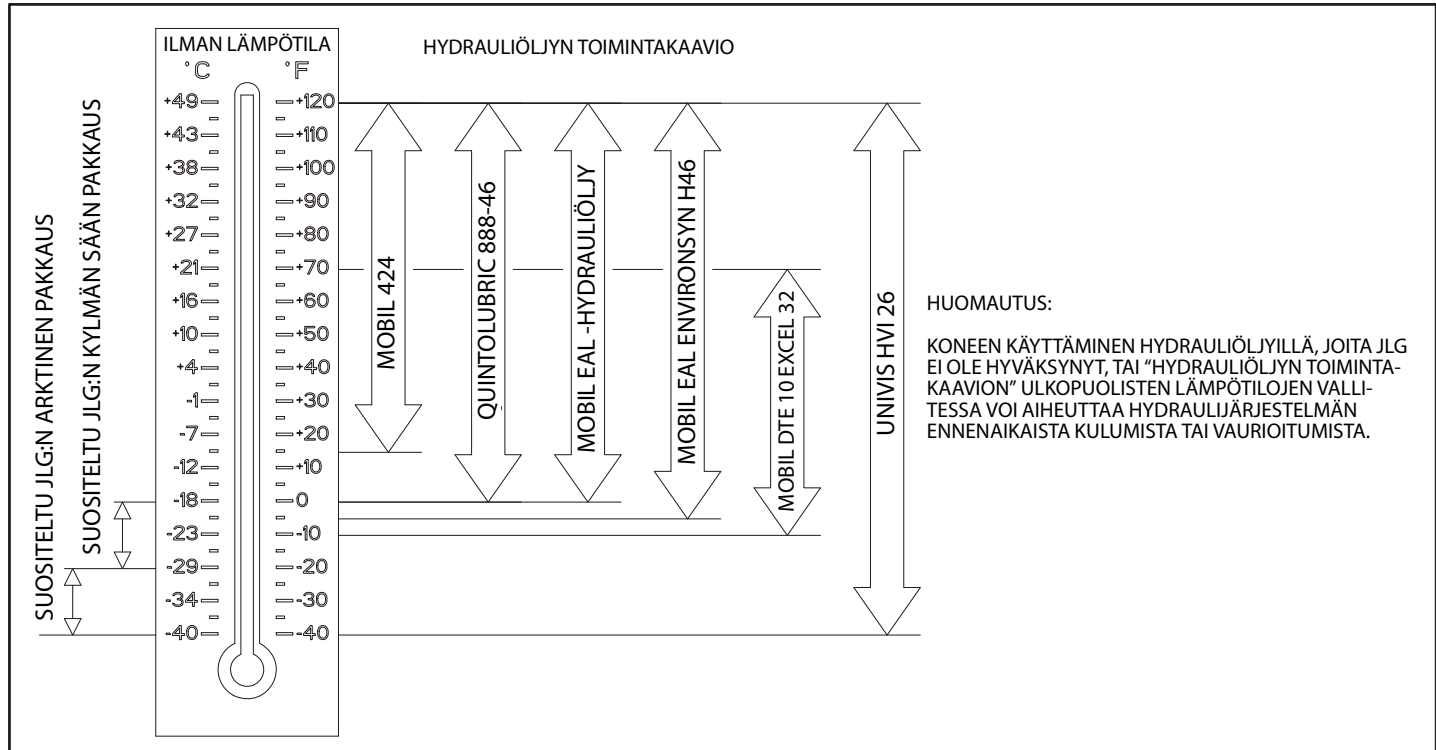 HYDRAULIÖLJYN TOIMINTAKAAVIO
ILMAN LÄMPÖTILA
°C °F
+49 +120
+43 +110
+38 +100
+32 +90
+27 +80
+21 +70
+16 +60
+10 +50
+4 +40
-1 +30
-7 +20
-12 +10
-18 0
-23 -10
-29 -20
-34 -30
-40 -40
SUOSITELTU JLG:N ARKTINEN PAKKAUS
SUOSITELTU JLG:N KYLMÄN SÄÄN PAKKAUS
MOBIL 424
QUINTOLUBRIC 888-46
MOBIL EAL -HYDRAULIÖLJY
MOBIL EAL ENVIRONSYN H46
MOBIL DTE 10 EXCEL 32
UNIVIS HVI 26
HUOMAUTUS:
KONEEN KÄYTTÄMINEN HYDRAULIÖLJYILLÄ, JOITA JLG
EI OLE HYVÄKSYNYT, TAI “HYDRAULIÖLJYN TOIMINTA-
KAAVION” ULKOPUOLISTEN LÄMPÖTILOJEN VALLI-
TESSA VOI AIHEUTTAA HYDRAULIJÄRJESTELMÄN
ENNENAIKAISTA KULUMISTA TAI VAURIOITUMISTA.